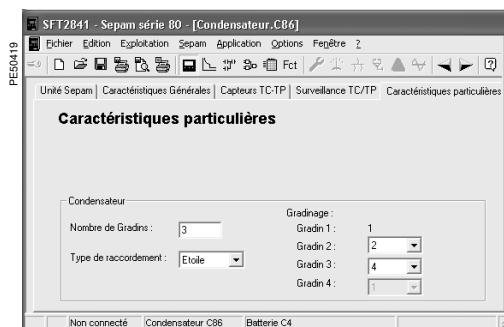 PE50419
SFT2841 - Sepam série 80 - [Condensateur.C86]
Fichier Edition Exploitation Sepam Application Options Fenêtre ?
Fct
Unité Sepam Caractéristiques Générales Capteurs TC-TP Surveillance TC/TP Caractéristiques particulières
Caractéristiques particulières
Condensateur
Gradinage :
Nombre de Gradins : 3 Gradin 1 : 1
Gradin 2 : 2
Type de raccordement : Etoile Gradin 3 : 4
Gradin 4 : 1
Non connecté Condensateur C86 Batterie C4